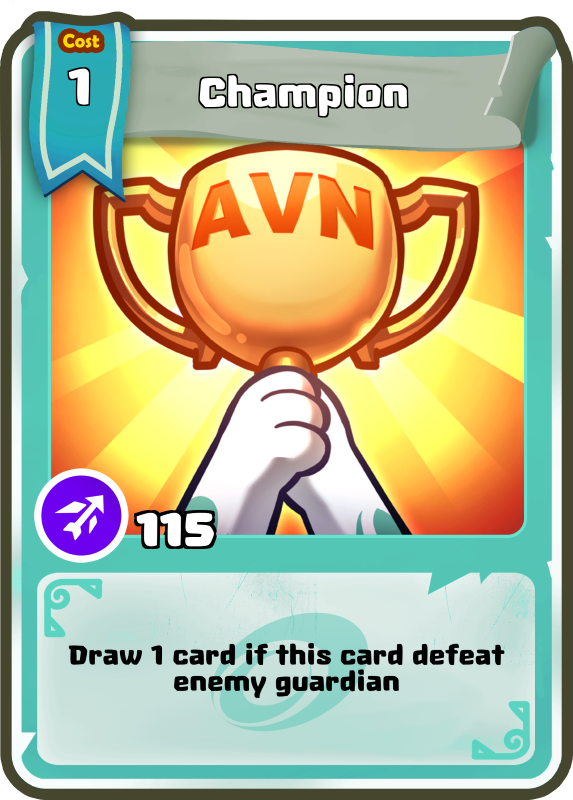 Cost
1
Champion
AVN
115
Draw 1 card if this card defeat
enemy guardian